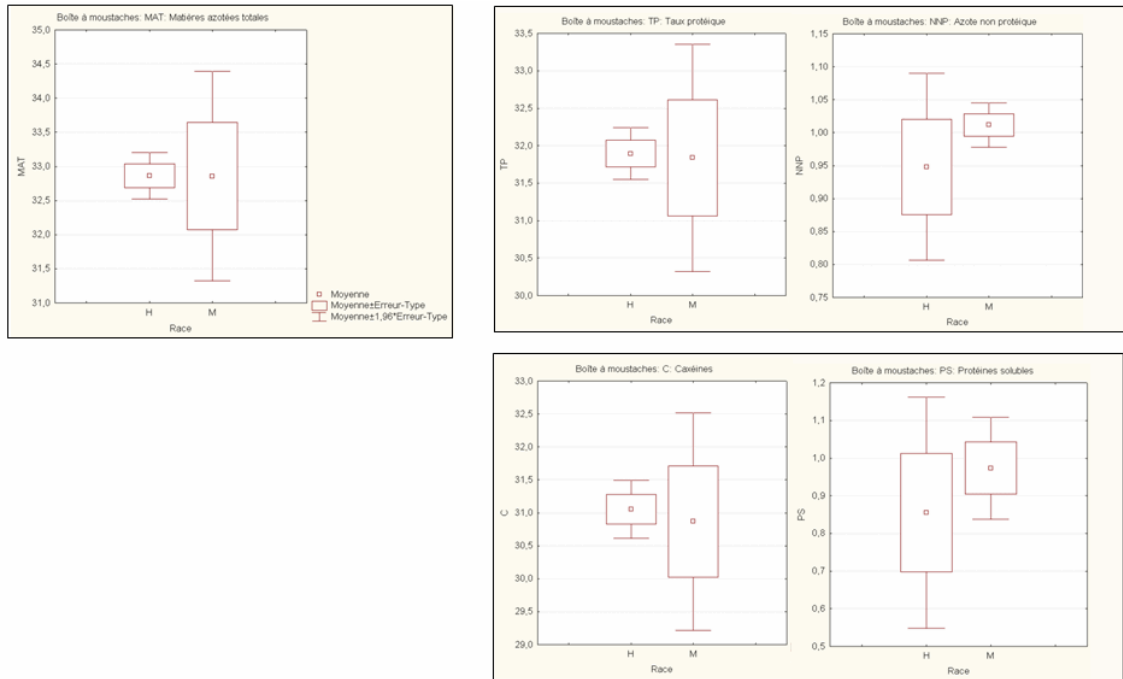 Boîte à moustaches: MAT: Matières azotées totales
35,0
34,5
34,0
33,5
33,0
32,5
32,0
31,5
31,0
MAT
H M
Race
Moyenne
Moyenne±Erreur-Type
Moyenne±1,96*Erreur-Type
Boîte à moustaches: TP: Taux protéique
33,5
33,0
32,5
32,0
31,5
31,0
30,5
30,0
TP
H M
Race
Boîte à moustaches: NNP: Azote non protéique
1,15
1,10
1,05
1,00
0,95
0,90
0,85
0,80
0,75
NNP
H M
Race
Boîte à moustaches: C: Caxéines
33,0
32,5
32,0
31,5
31,0
30,5
30,0
29,5
29,0
C
H M
Race
Boîte à moustaches: PS: Protéines solubles
1,2
1,1
1,0
0,9
0,8
0,7
0,6
0,5
PS
H M
Race